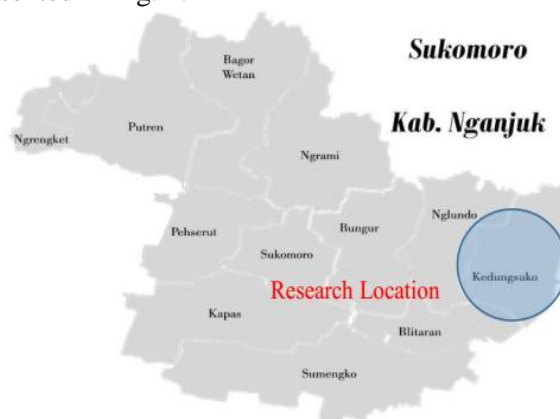 Sukomoro
Kab. Nganjuk
Bagor
Wetan
Putren
Ngrengket
Ngrami
Nglundo
Pehserut
Bungur
Sukomoro
Kedungsuko
Research Location
Kapas
Blitaran
Sumengko